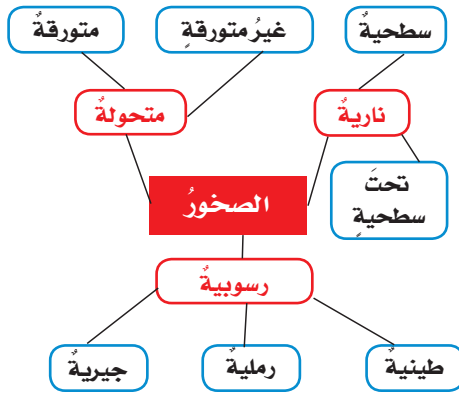 سطحيةٌ
غيرُ متورقةٍ
متورقةٌ
ناريةٌ
متحولةٌ
تحتَ
سطحيةٍ
الصخورُ
رسوبيةٌ
طينيةٌ
رمليةٌ
جيريةٌ